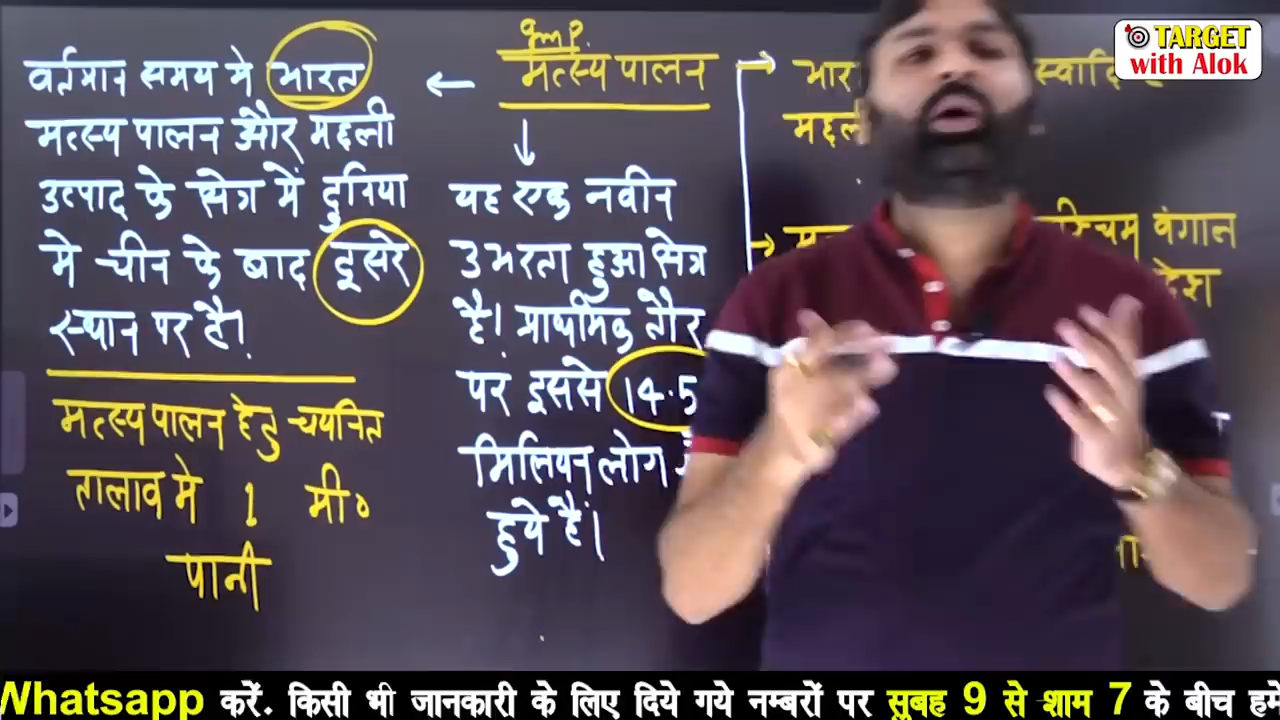 TARGET
with Alok
Imp.
मत्स्य पालन
वर्तमान समय मे भारत
मत्स्य पालन और मछली
उत्पाद के क्षेत्र में दुनिया
मे चीन के बाद दूसरे
स्थान पर है।
मत्स्य पालन हेतु चयनित
तालाब मे 1 मी०
पानी
यह एक नवीन
उभरता हुआ क्षेत्र
है। प्राथमिक तौर
पर इससे 14.5
मिलियन लोग
हुये हैं।
Whatsapp करें. किसी भी जानकारी के लिए दिये गये नम्बरों पर सुबह 9 से शाम 7 के बीच हमे